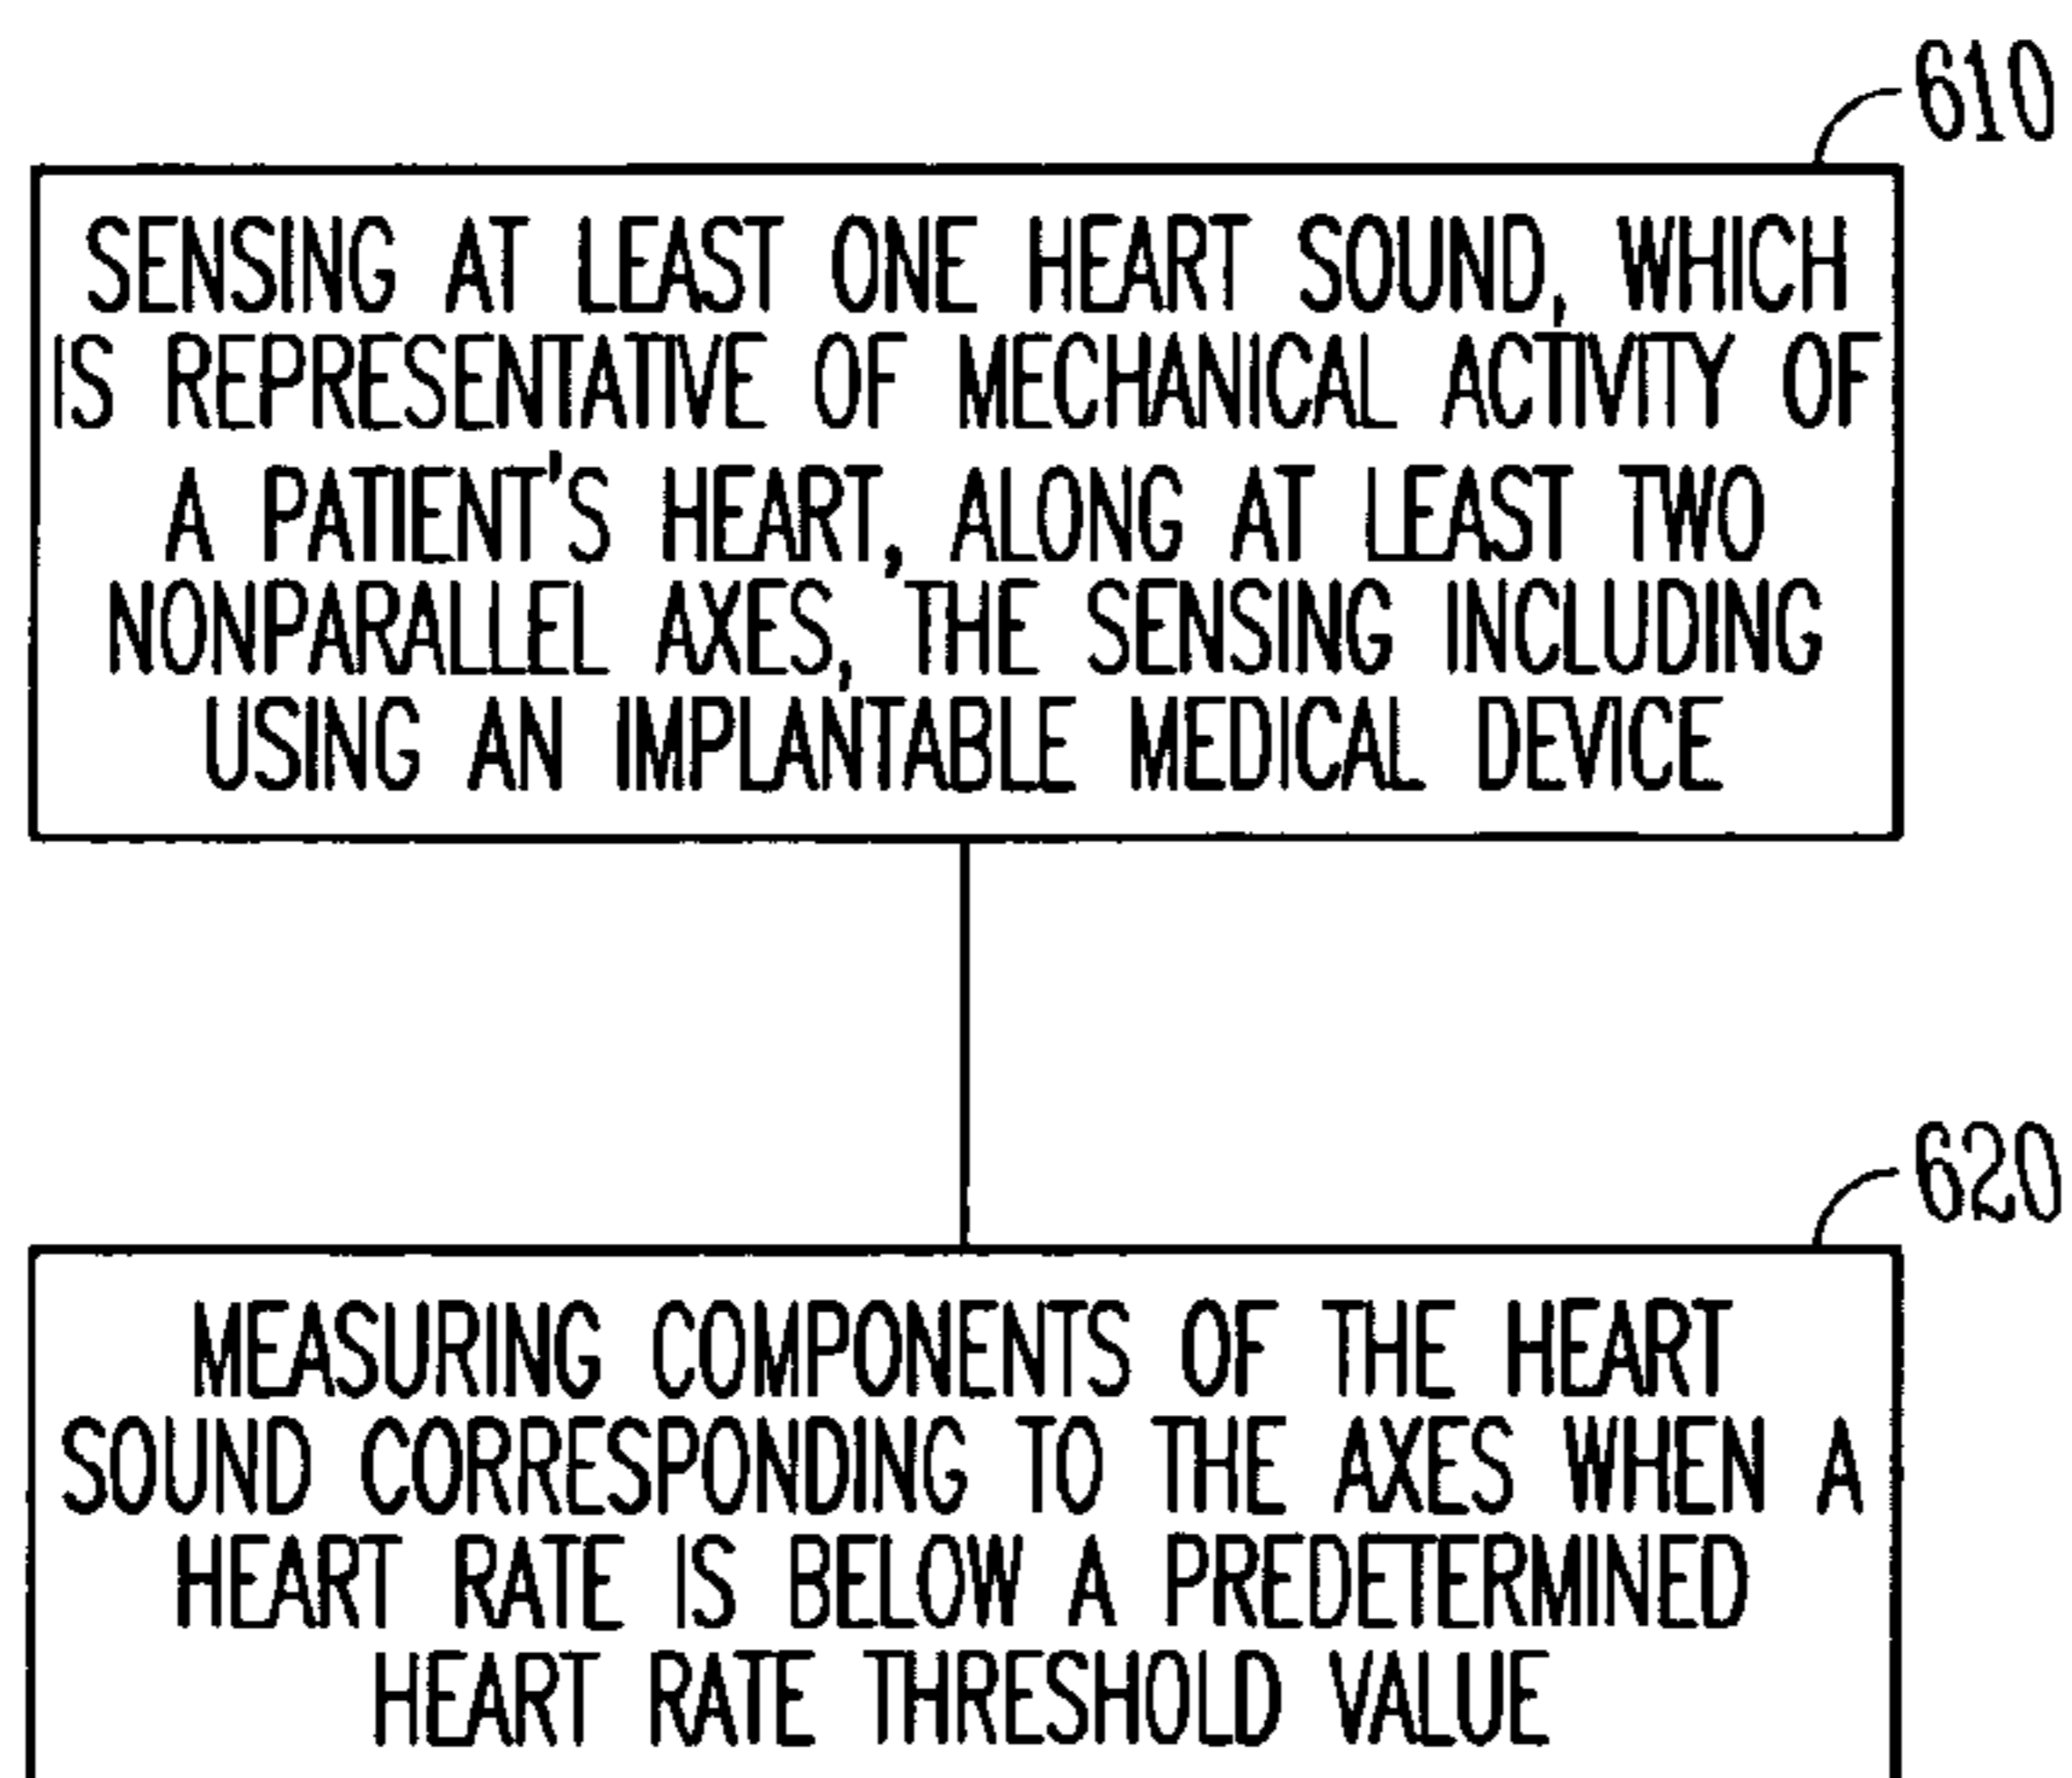 610
SENSING AT LEAST ONE HEART SOUND, WHICH
IS REPRESENTATIVE OF MECHANICAL ACTIVITY OF
A PATIENT'S HEART, ALONG AT LEAST TWO
NONPARALLEL AXES, THE SENSING INCLUDING
USING AN IMPLANTABLE MEDICAL DEVICE
620
MEASURING COMPONENTS OF THE HEART
SOUND CORRESPONDING TO THE AXES WHEN A
HEART RATE IS BELOW A PREDETERMINED
HEART RATE THRESHOLD VALUE